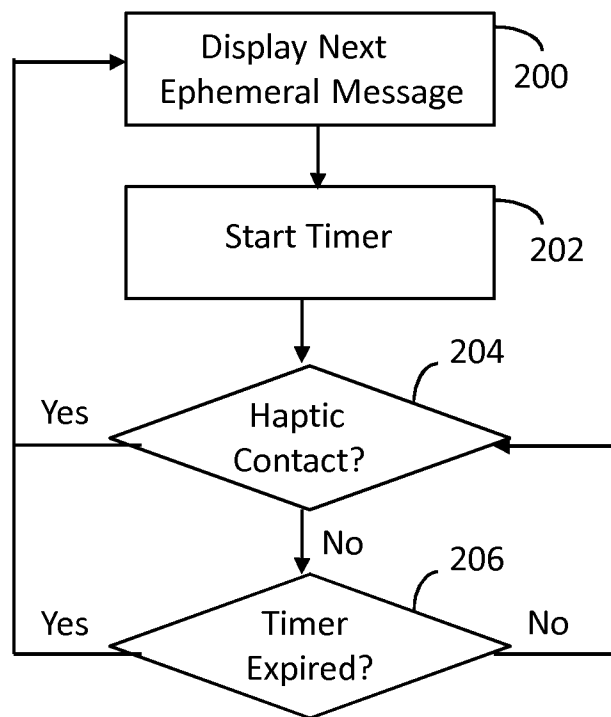 Display Next
Ephemeral Message
200
Start Timer
202
204
Yes
Haptic
Contact?
No
206
Yes
Timer
Expired?
No